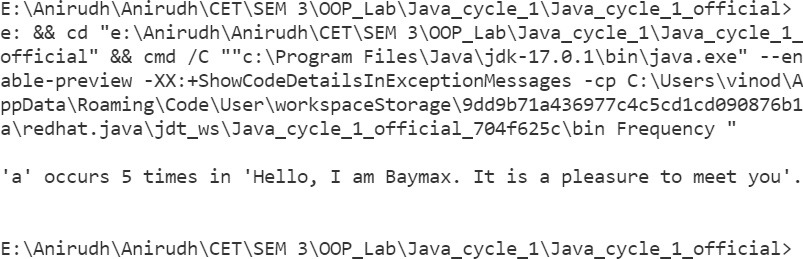 E:\Anirudh\Anirudh\CET\SEM 3\OOP_Lab\Java_cycle_1\Java_cycle_1_official>
e: && cd "e:\Anirudh\Anirudh\CET\SEM 3\OOP_Lab\Java_cycle_1\Java_cycle_1_
official" && cmd /C ""c:\Program Files\Java\jdk-17.0.1\bin\java.exe" --en
able-preview -XX:+ShowCodeDetailsInExceptionMessages -cp C:\Users\vinod\A
ppData\Roaming\Code\User\workspaceStorage\9dd9b71a436977c4c5cd1cd090876b1
a\redhat.java\jdt_ws\Java_cycle_1_official_704f625c\bin Frequency "
'a' occurs 5 times in 'Hello, I am Baymax. It is a pleasure to meet you'.
E:\Anirudh\Anirudh\CET\SEM 3\OOP_Lab\Java_cycle_1\Java_cycle_1_official>